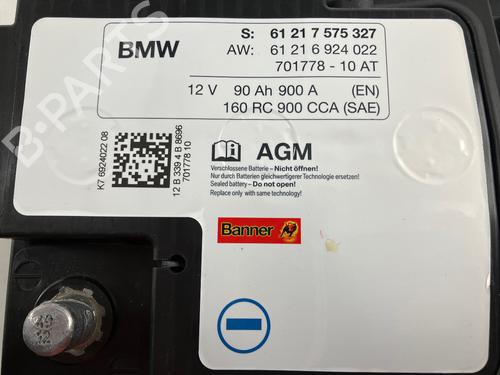 BMW
S: 61 21 7 575 327
AW: 61 21 6 924 022
701778 - 10 AT
12 V 90 Ah 900 A (EN)
160 RC 900 CCA (SAE)
K7 6924022 08
12 B 339 4 B 8696
701778 10
AGM
Verschlossene Batterie – Nicht öffnen!
Nur durch Batterien gleichwertigerer Technologie ersetzen!
Sealed battery – Do not open!
Replace only with same technology!
Banner
B-PARTS